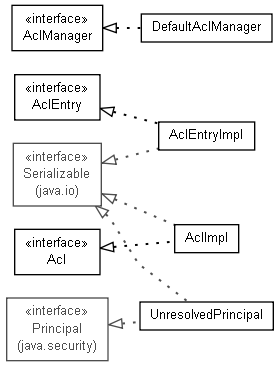 «interface»
AclManager
DefaultAclManager
«interface»
AclEntry
AclEntryImpl
«interface»
Serializable
(java.io)
AclImpl
«interface»
Acl
UnresolvedPrincipal
«interface»
Principal
(java.security)